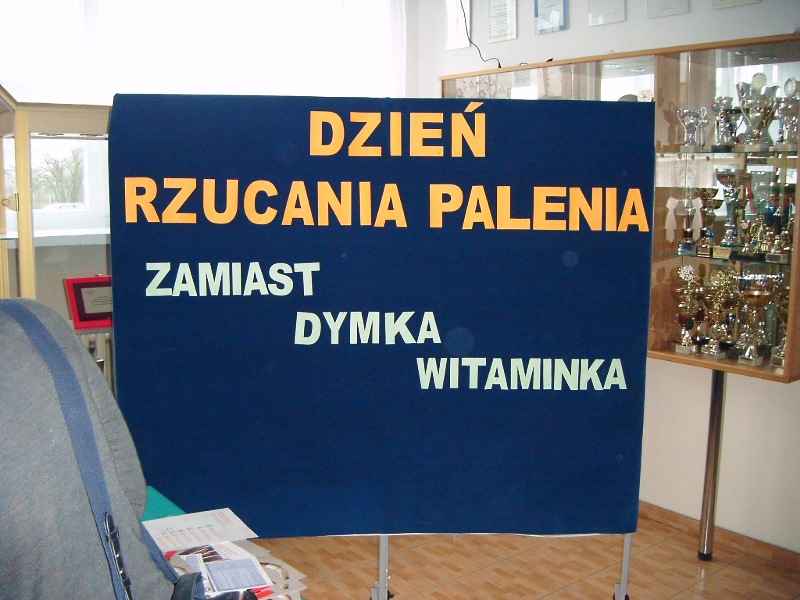 DZIEŃ
RZUCANIA PALENIA
ZAMIAST
DYMKA
WITAMINKA